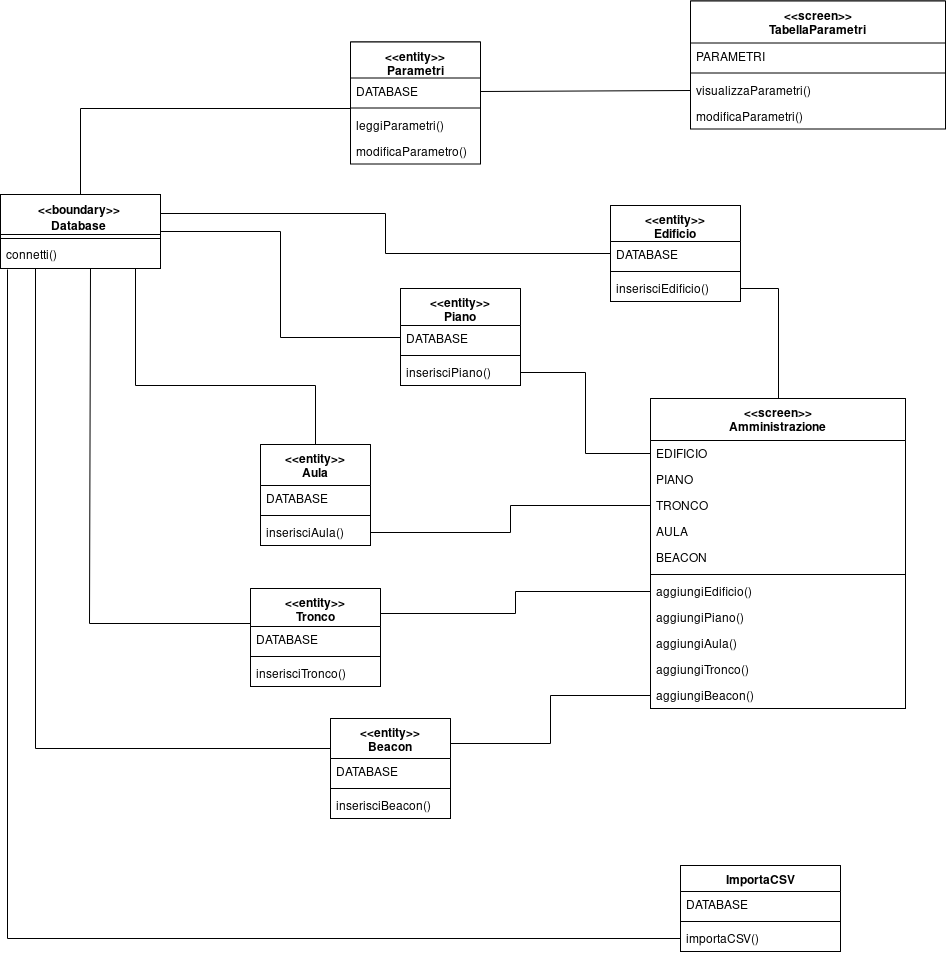 <<screen>>
TabellaParametri
PARAMETRI
visualizzaParametri()
modificaParametri()
<<entity>>
Parametri
DATABASE
leggiParametri()
modificaParametro()
<<boundary>>
Database
connetti()
<<entity>>
Edificio
DATABASE
inserisciEdificio()
<<entity>>
Piano
DATABASE
inserisciPiano()
<<screen>>
Amministrazione
EDIFICIO
PIANO
TRONCO
AULA
BEACON
aggiungiEdificio()
aggiungiPiano()
aggiungiAula()
aggiungiTronco()
aggiungiBeacon()
<<entity>>
Aula
DATABASE
inserisciAula()
<<entity>>
Tronco
DATABASE
inserisciTronco()
<<entity>>
Beacon
DATABASE
inserisciBeacon()
ImportaCSV
DATABASE
importaCSV()